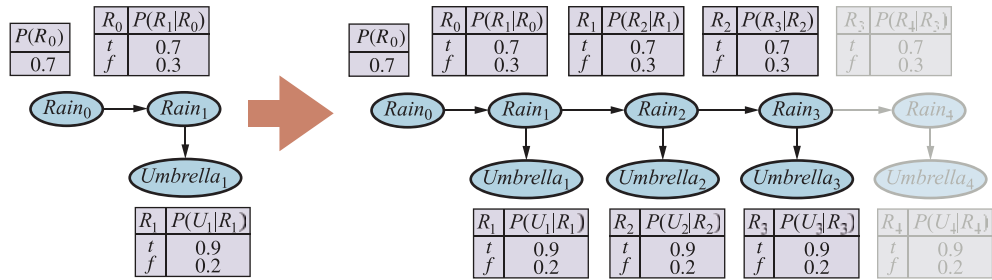 P(R₀)
0.7
R₀ P(R₁|R₀)
t 0.7
f 0.3
Rain₀ Rain₁
Umbrella₁
R₁ P(U₁|R₁)
t 0.9
f 0.2
P(R₀)
0.7
R₀ P(R₁|R₀)
t 0.7
f 0.3
R₁ P(R₂|R₁)
t 0.7
f 0.3
R₂ P(R₃|R₂)
t 0.7
f 0.3
R₃ P(R₄|R₃)
t 0.7
f 0.3
Rain₀ Rain₁ Rain₂ Rain₃ Rain₄
Umbrella₁ Umbrella₂ Umbrella₃ Umbrella₄
R₁ P(U₁|R₁)
t 0.9
f 0.2
R₂ P(U₂|R₂)
t 0.9
f 0.2
R₃ P(U₃|R₃)
t 0.9
f 0.2
R₄ P(U₄|R₄)
t 0.9
f 0.2